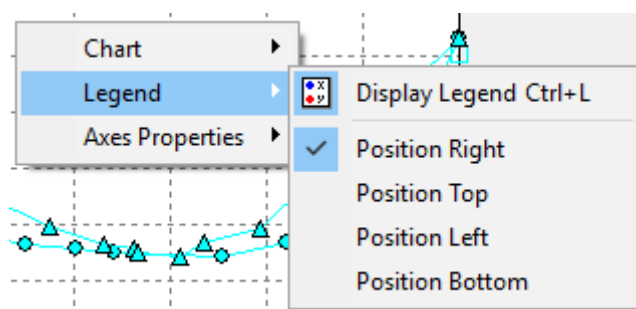 Chart
Legend
Axes Properties
x
y
Display Legend Ctrl+L
Position Right
Position Top
Position Left
Position Bottom